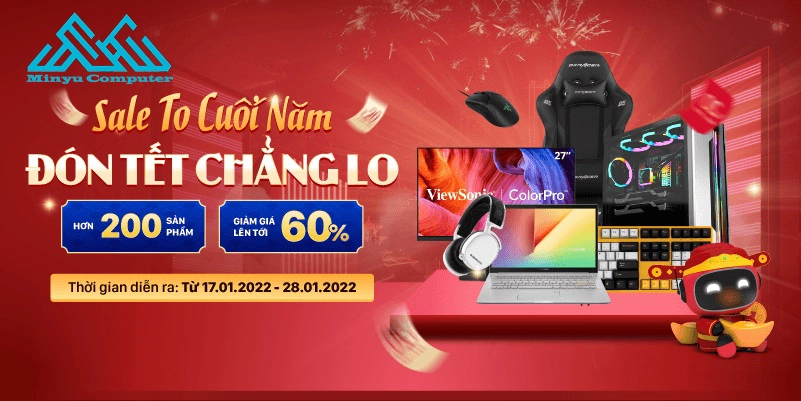 Minyu Computer
Sale To Cuối Năm
ĐÓN TẾT CHẲNG LO
HƠN 200 SẢN PHẨM
GIẢM GIÁ LÊN TỚI 60%
Thời gian diễn ra: Từ 17.01.2022 - 28.01.2022
27"
ViewSonic ColorPro™